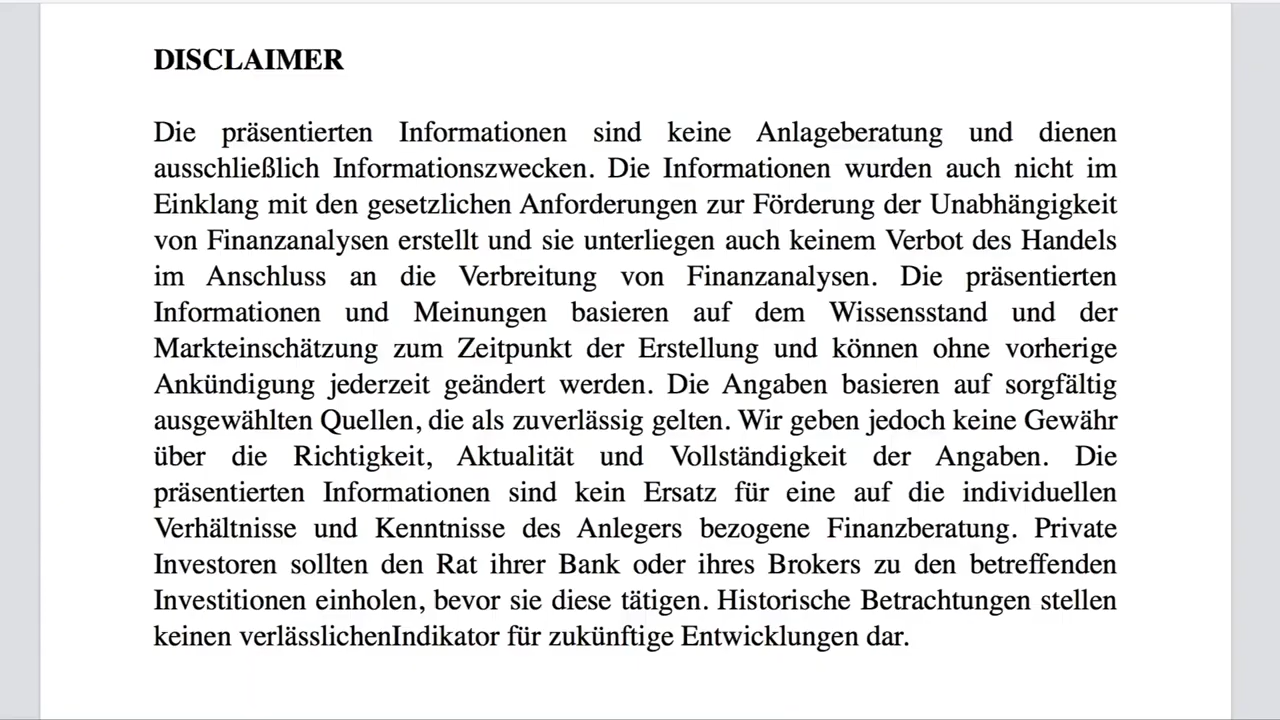 DISCLAIMER
Die präsentierten Informationen sind keine Anlageberatung und dienen
ausschließlich Informationszwecken. Die Informationen wurden auch nicht im
Einklang mit den gesetzlichen Anforderungen zur Förderung der Unabhängigkeit
von Finanzanalysen erstellt und sie unterliegen auch keinem Verbot des Handels
im Anschluss an die Verbreitung von Finanzanalysen. Die präsentierten
Informationen und Meinungen basieren auf dem Wissensstand und der
Markteinschätzung zum Zeitpunkt der Erstellung und können ohne vorherige
Ankündigung jederzeit geändert werden. Die Angaben basieren auf sorgfältig
ausgewählten Quellen, die als zuverlässig gelten. Wir geben jedoch keine Gewähr
über die Richtigkeit, Aktualität und Vollständigkeit der Angaben. Die
präsentierten Informationen sind kein Ersatz für eine auf die individuellen
Verhältnisse und Kenntnisse des Anlegers bezogene Finanzberatung. Private
Investoren sollten den Rat ihrer Bank oder ihres Brokers zu den betreffenden
Investitionen einholen, bevor sie diese tätigen. Historische Betrachtungen stellen
keinen verlässlichenIndikator für zukünftige Entwicklungen dar.